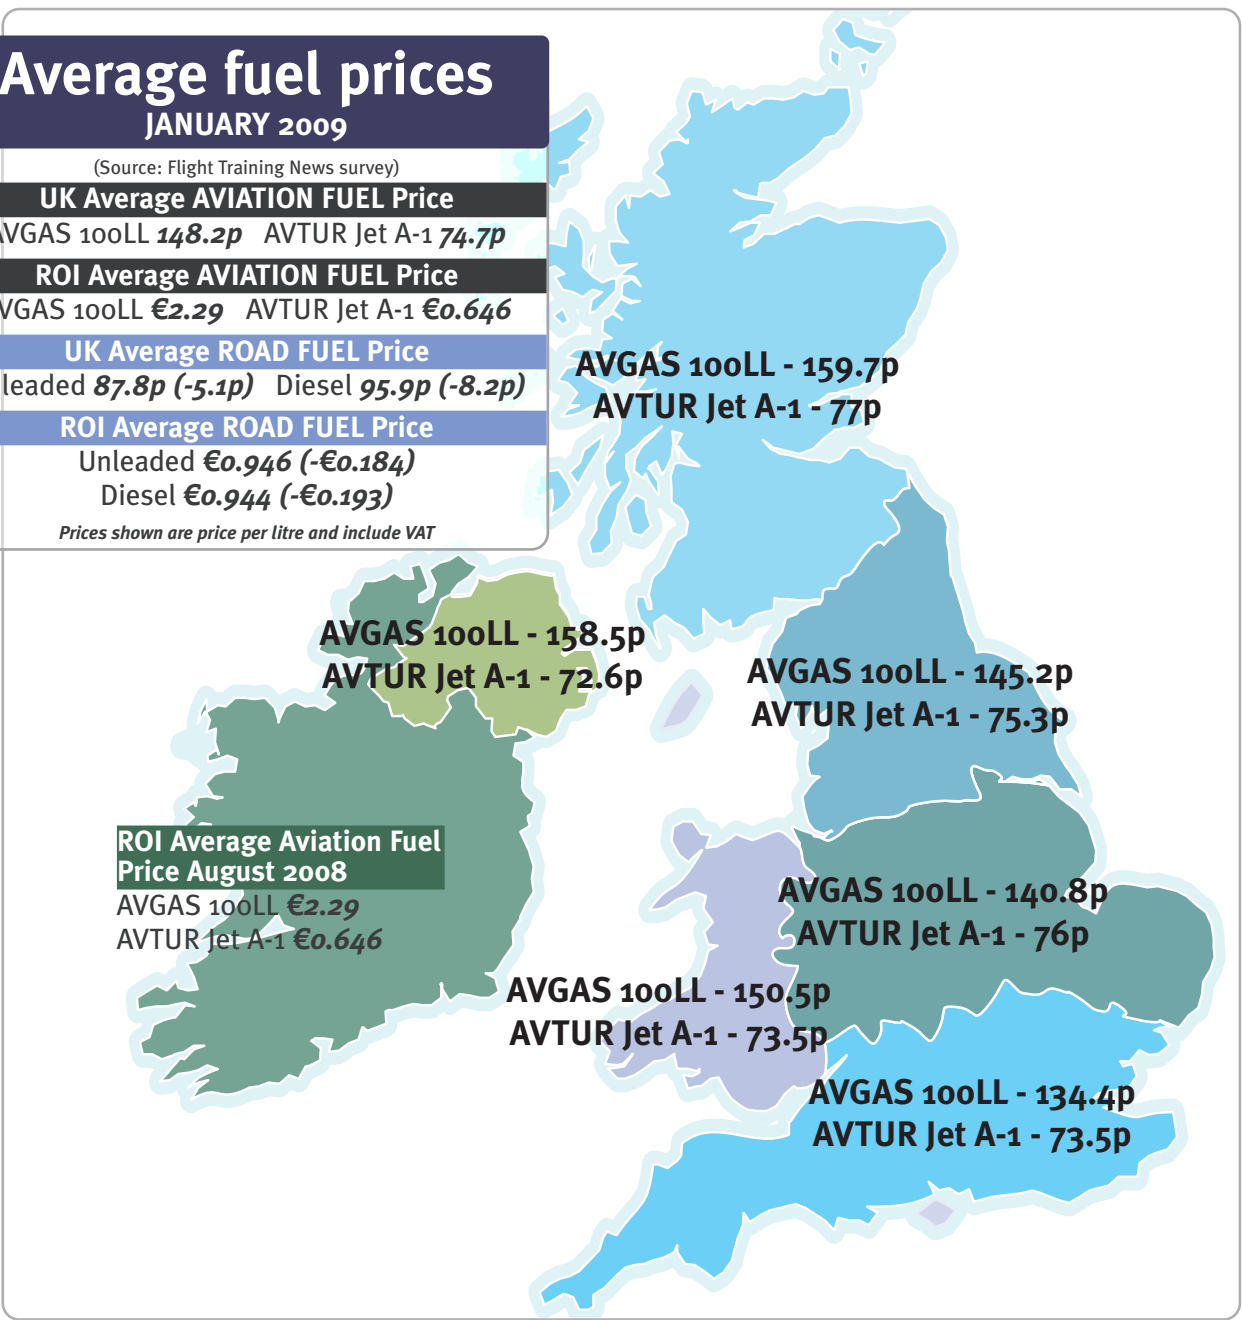 Average fuel prices
JANUARY 2009
(Source: Flight Training News survey)
UK Average AVIATION FUEL Price
AVGAS 100LL 148.2p AVTUR Jet A-1 74.7p
ROI Average AVIATION FUEL Price
VGAS 100LL €2.29 AVTUR Jet A-1 €0.646
UK Average ROAD FUEL Price
leaded 87.8p (-5.1p) Diesel 95.9p (-8.2p)
ROI Average ROAD FUEL Price
Unleaded €0.946 (-€0.184)
Diesel €0.944 (-€0.193)
Prices shown are price per litre and include VAT
AVGAS 100LL - 159.7p
AVTUR Jet A-1 - 77p
AVGAS 100LL - 158.5p
AVTUR Jet A-1 - 72.6p
AVGAS 100LL - 145.2p
AVTUR Jet A-1 - 75.3p
ROI Average Aviation Fuel
Price August 2008
AVGAS 100LL €2.29
AVTUR Jet A-1 €0.646
AVGAS 100LL - 140.8p
AVTUR Jet A-1 - 76p
AVGAS 100LL - 150.5p
AVTUR Jet A-1 - 73.5p
AVGAS 100LL - 134.4p
AVTUR Jet A-1 - 73.5p